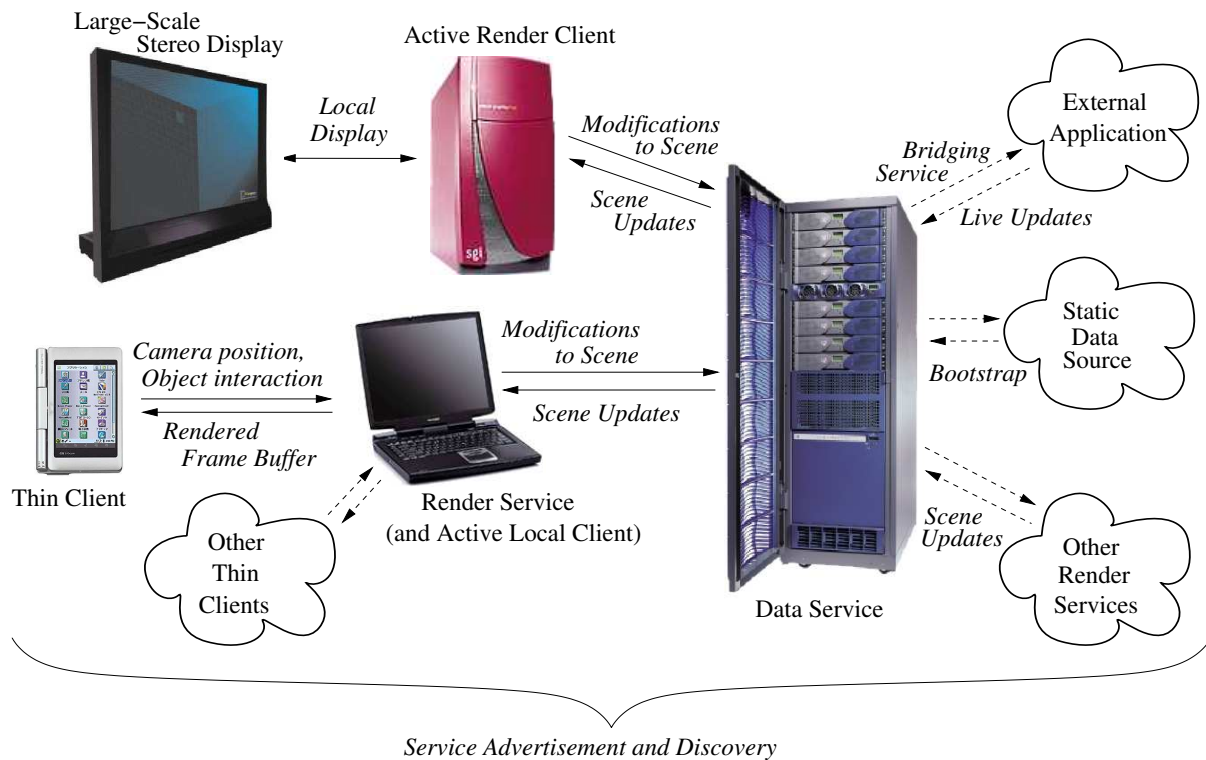 Large-Scale
Stereo Display
Active Render Client
Local
Display
Modifications
to Scene
Scene
Updates
sgi
External
Application
Bridging
Service
Live Updates
Static
Data
Source
Bootstrap
Camera position,
Object interaction
Rendered
Frame Buffer
Thin Client
Modifications
to Scene
Scene Updates
Render Service
(and Active Local Client)
Other
Thin
Clients
Data Service
Scene
Updates
Other
Render
Services
Service Advertisement and Discovery